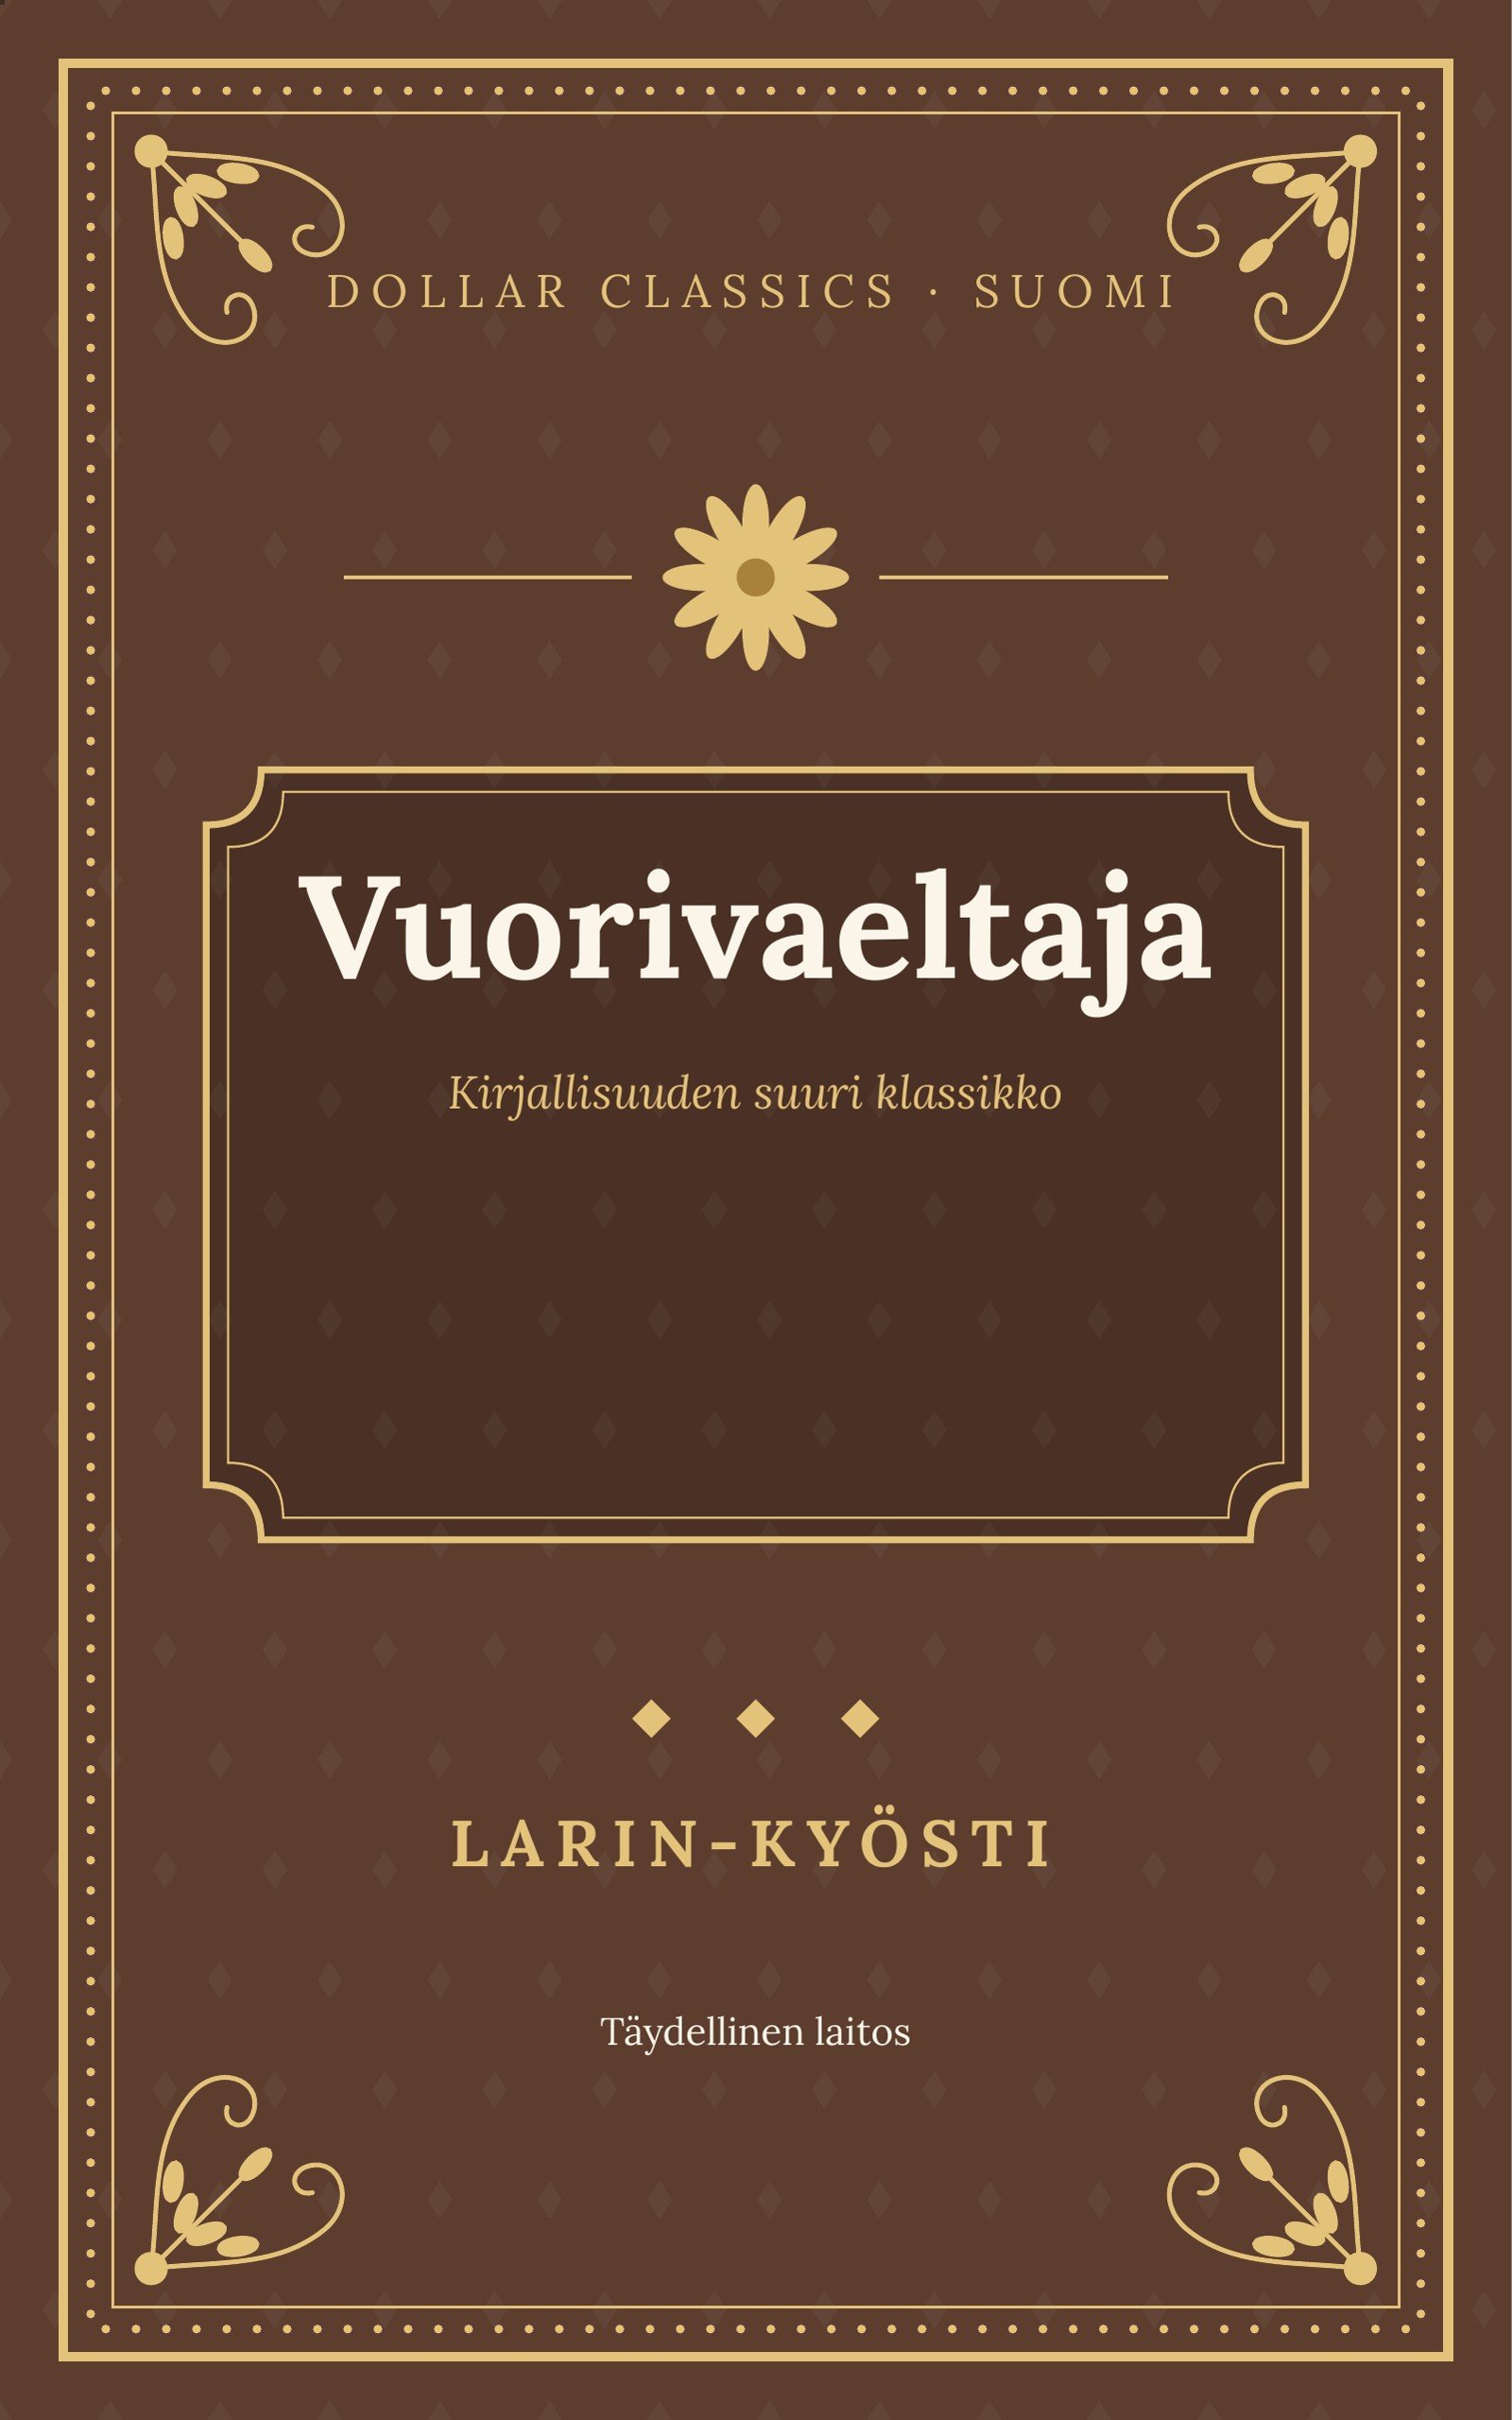 DOLLAR CLASSICS · SUOMI
Vuorivaeltaja
Kirjallisuuden suuri klassikko
LARIN-KYÖSTI
Täydellinen laitos